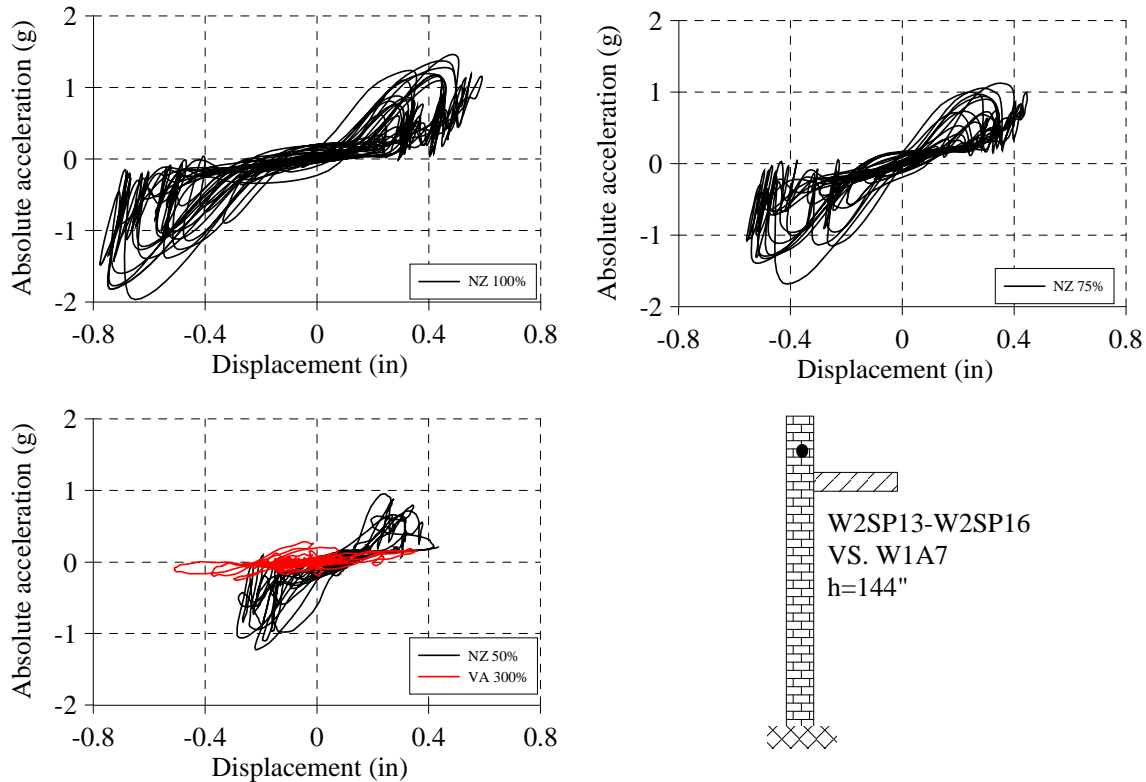 Absolute acceleration (g)
2
1
0
-1
-2
-0.8
-0.4
0
0.4
0.8
Displacement (in)
NZ 100%
Absolute acceleration (g)
2
1
0
-1
-2
-0.8
-0.4
0
0.4
0.8
Displacement (in)
NZ 75%
Absolute acceleration (g)
2
1
0
-1
-2
-0.8
-0.4
0
0.4
0.8
Displacement (in)
NZ 50%
VA 300%
W2SP13-W2SP16
VS. W1A7
h=144"